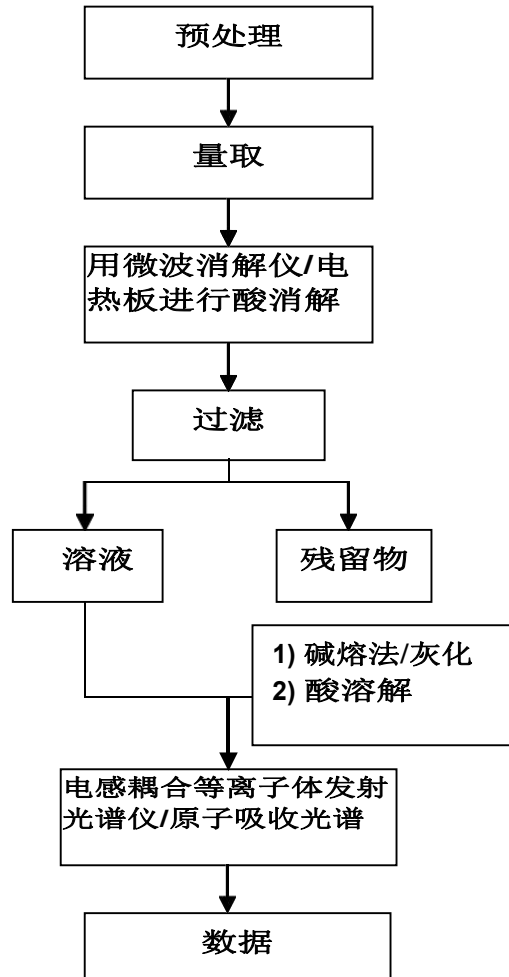 预处理
量取
用微波消解仪/电
热板进行酸消解
过滤
溶液
残留物
1) 碱熔法/灰化
2) 酸溶解
电感耦合等离子体发射
光谱仪/原子吸收光谱
数据